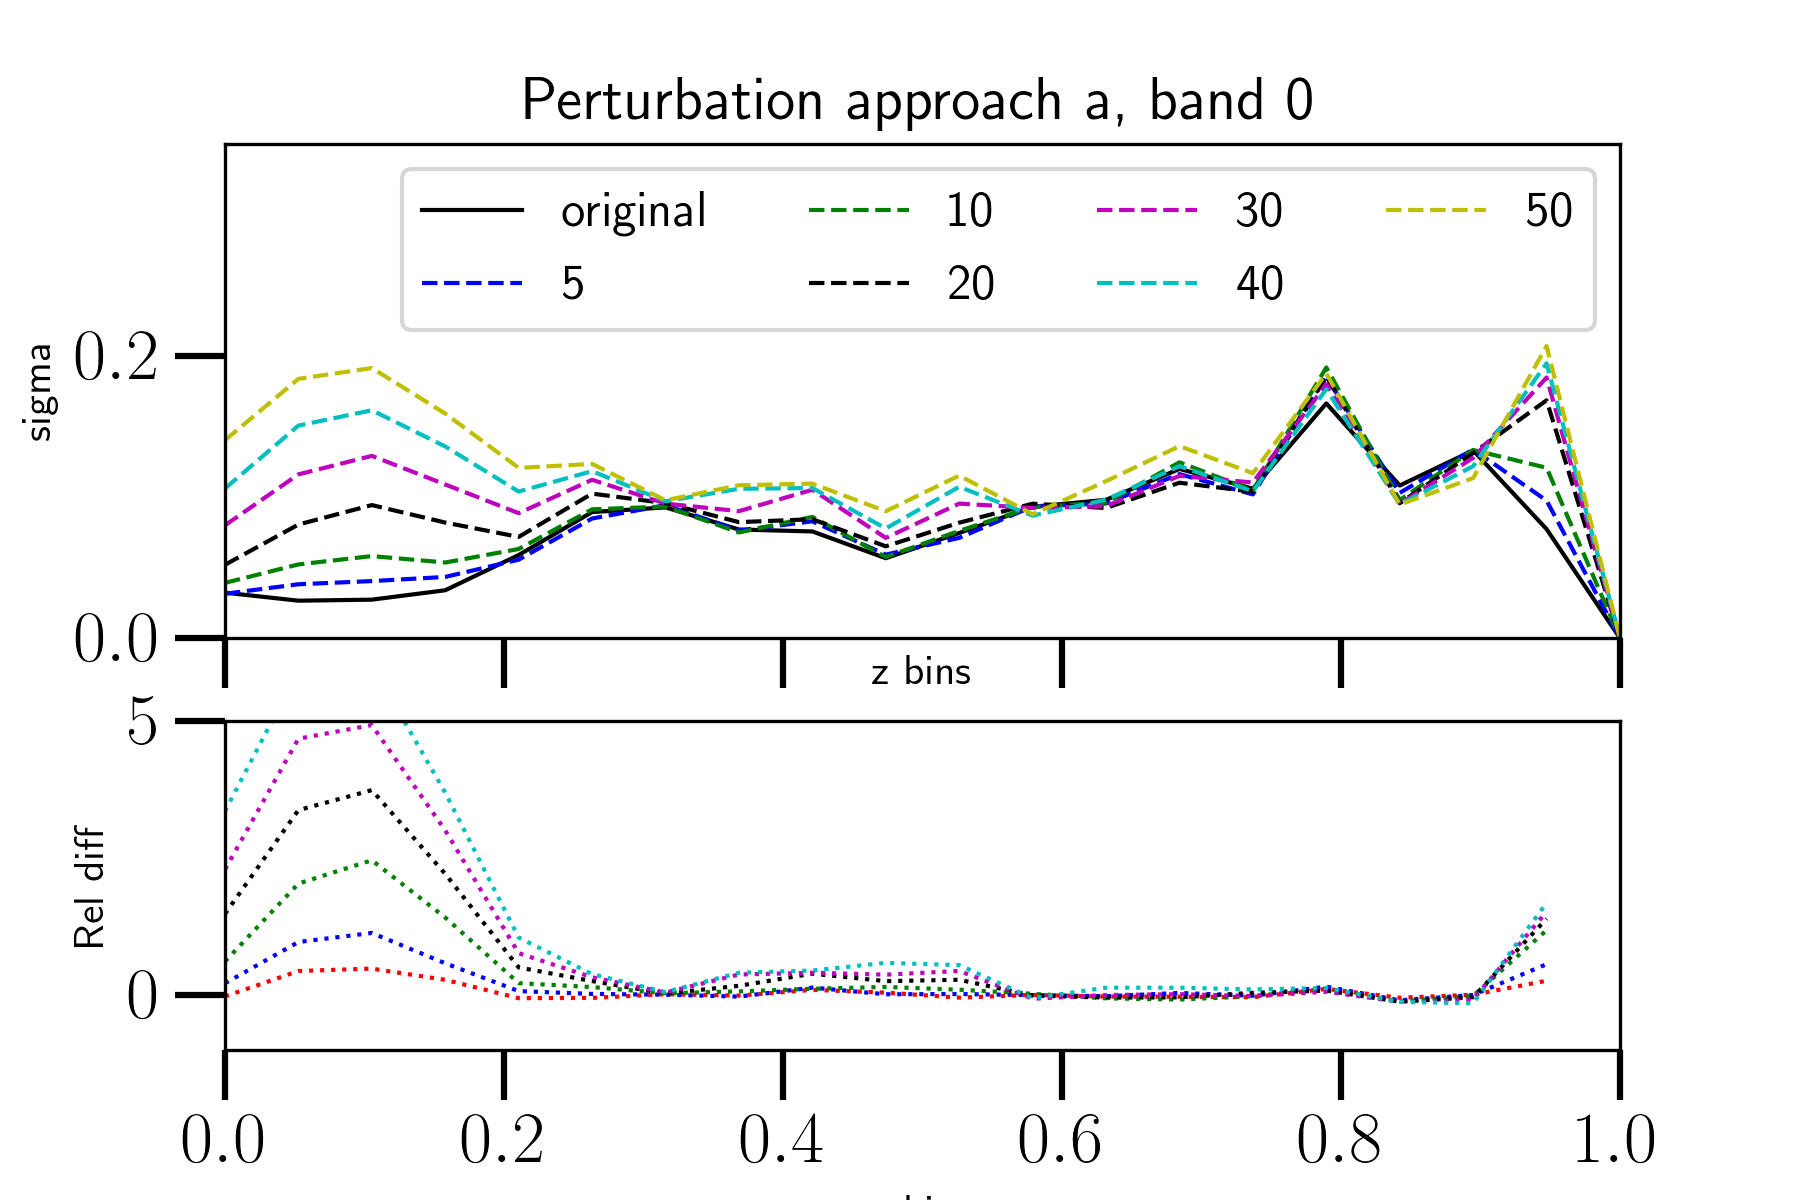 Perturbation approach a, band 0
original 10 30 50
5 20 40
0.2
sigma
0.0
z bins
5
Rel diff
0
0.0 0.2 0.4 0.6 0.8 1.0